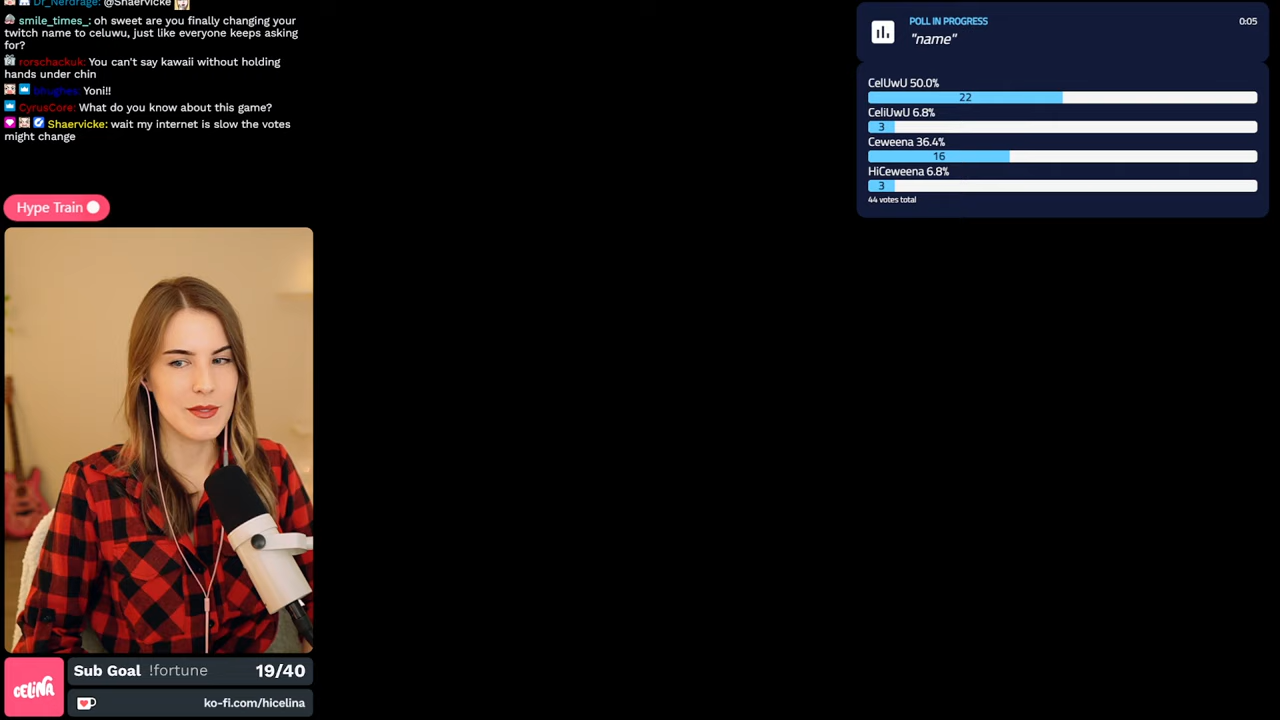 Dr_Nerdrage: @Shaervicke
smile_times_: oh sweet are you finally changing your
twitch name to celuwu, just like everyone keeps asking
for?
rorschackuk: You can't say kawaii without holding
hands under chin
Yoni!!
CyrusCore: What do you know about this game?
Shaervicke: wait my internet is slow the votes
might change
Hype Train
POLL IN PROGRESS
0:05
"name"
CelUwU 50.0%
22
CeliUwU 6.8%
3
Ceweena 36.4%
16
HiCeweena 6.8%
3
44 votes total
CELINA
Sub Goal !fortune 19/40
ko-fi.com/hicelina